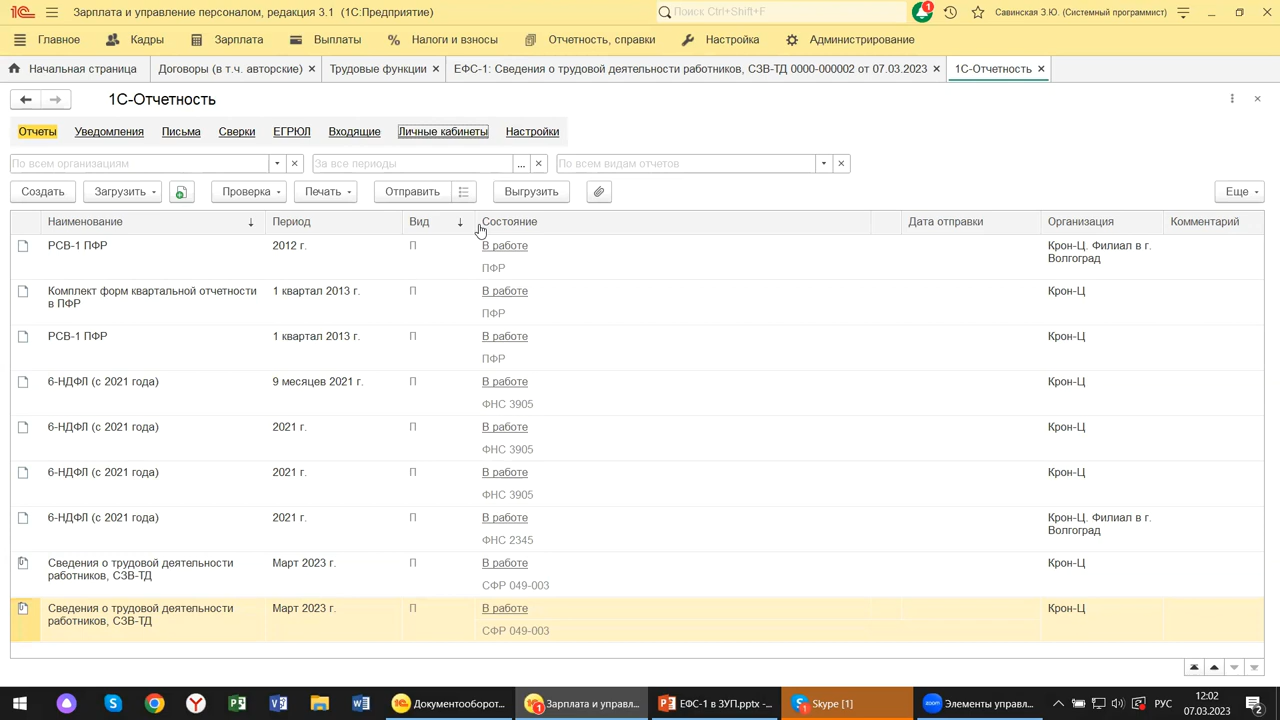 Зарплата и управление персоналом, редакция 3.1 (1С:Предприятие)
Поиск Ctrl+Shift+F
1
Савинская З.Ю. (Системный программист)
Главное
Кадры
Зарплата
Выплаты
Налоги и взносы
Отчетность, справки
Настройка
Администрирование
Начальная страница
Договоры (в т.ч. авторские)
Трудовые функции
ЕФС-1: Сведения о трудовой деятельности работников, СЗВ-ТД 0000-000002 от 07.03.2023
1С-Отчетность
1С-Отчетность
Отчеты
Уведомления
Письма
Сверки
ЕГРЮЛ
Входящие
Личные кабинеты
Настройки
По всем организациям
За все периоды
...
По всем видам отчетов
Создать
Загрузить
Проверка
Печать
Отправить
Выгрузить
Еще
Наименование
Период
Вид
Состояние
Дата отправки
Организация
Комментарий
РСВ-1 ПФР
2012 г.
П
В работе
ПФР
Крон-Ц. Филиал в г.
Волгоград
Комплект форм квартальной отчетности
в ПФР
1 квартал 2013 г.
П
В работе
ПФР
Крон-Ц
РСВ-1 ПФР
1 квартал 2013 г.
П
В работе
ПФР
Крон-Ц
6-НДФЛ (с 2021 года)
9 месяцев 2021 г.
П
В работе
ФНС 3905
Крон-Ц
6-НДФЛ (с 2021 года)
2021 г.
П
В работе
ФНС 3905
Крон-Ц
6-НДФЛ (с 2021 года)
2021 г.
П
В работе
ФНС 3905
Крон-Ц
6-НДФЛ (с 2021 года)
2021 г.
П
В работе
ФНС 2345
Крон-Ц. Филиал в г.
Волгоград
Сведения о трудовой деятельности
работников, СЗВ-ТД
Март 2023 г.
П
В работе
СФР 049-003
Крон-Ц
Сведения о трудовой деятельности
работников, СЗВ-ТД
Март 2023 г.
П
В работе
СФР 049-003
Крон-Ц
Документооборот...
Зарплата и управл...
ЕФС-1 в ЗУП.pptx -...
Skype [1]
Элементы управл...
РУС
12:02
07.03.2023
2